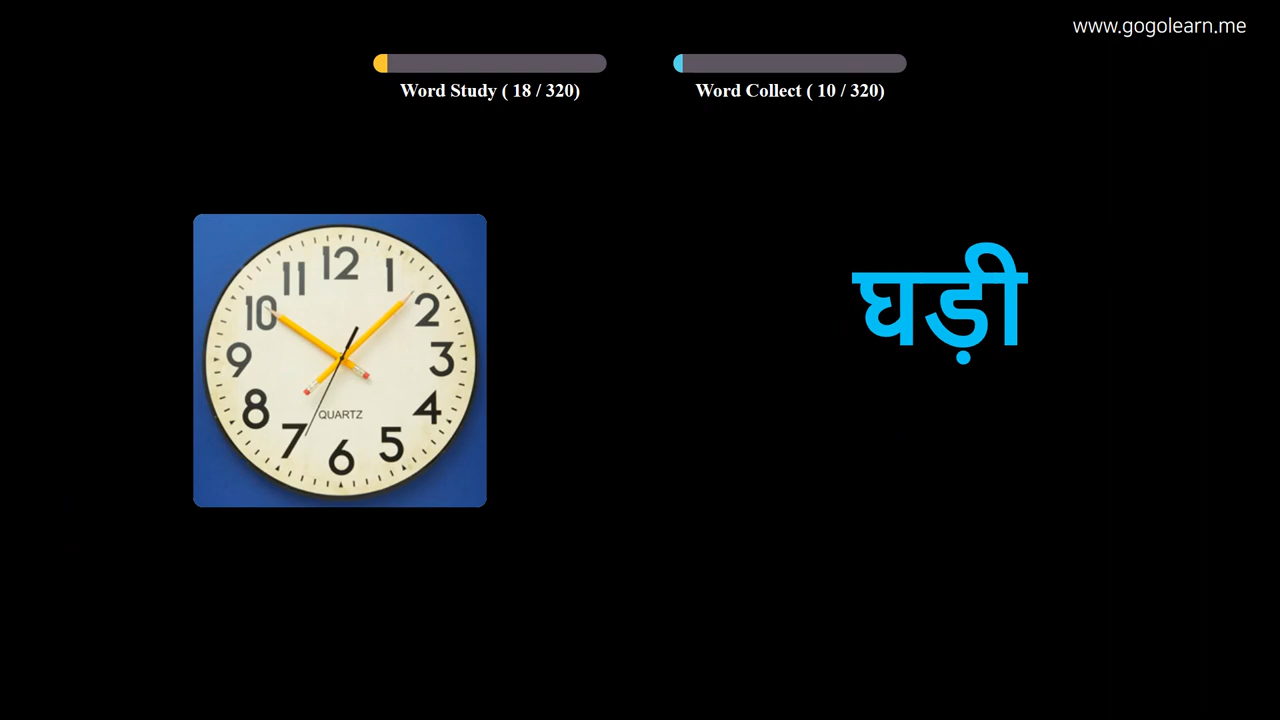 www.gogolearn.me
Word Study ( 18 / 320)
Word Collect ( 10 / 320)
12
11
1
10
2
9
3
8
4
7
5
6
QUARTZ
घड़ी